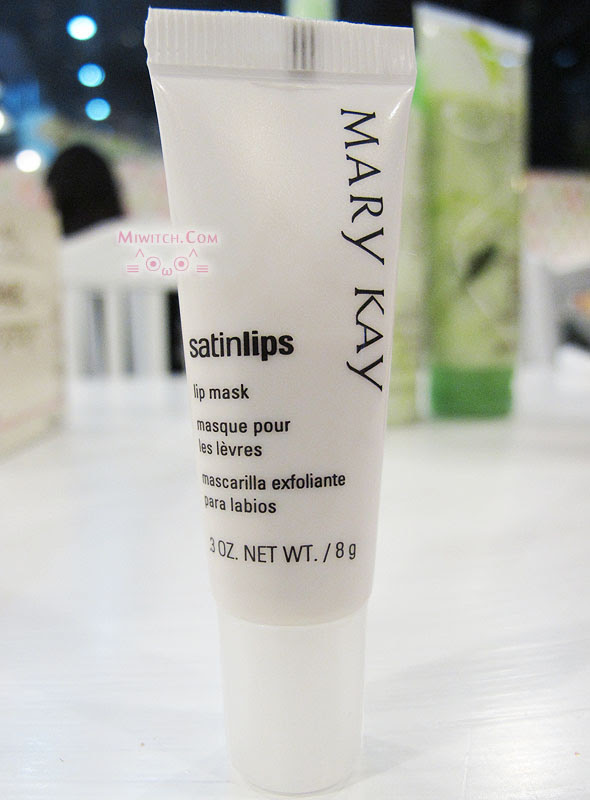 MARY KAY
Miwitch.Com
satinlips
lip mask
masque pour
les lèvres
mascarilla exfoliante
para labios
.3 OZ. NET WT. / 8 g